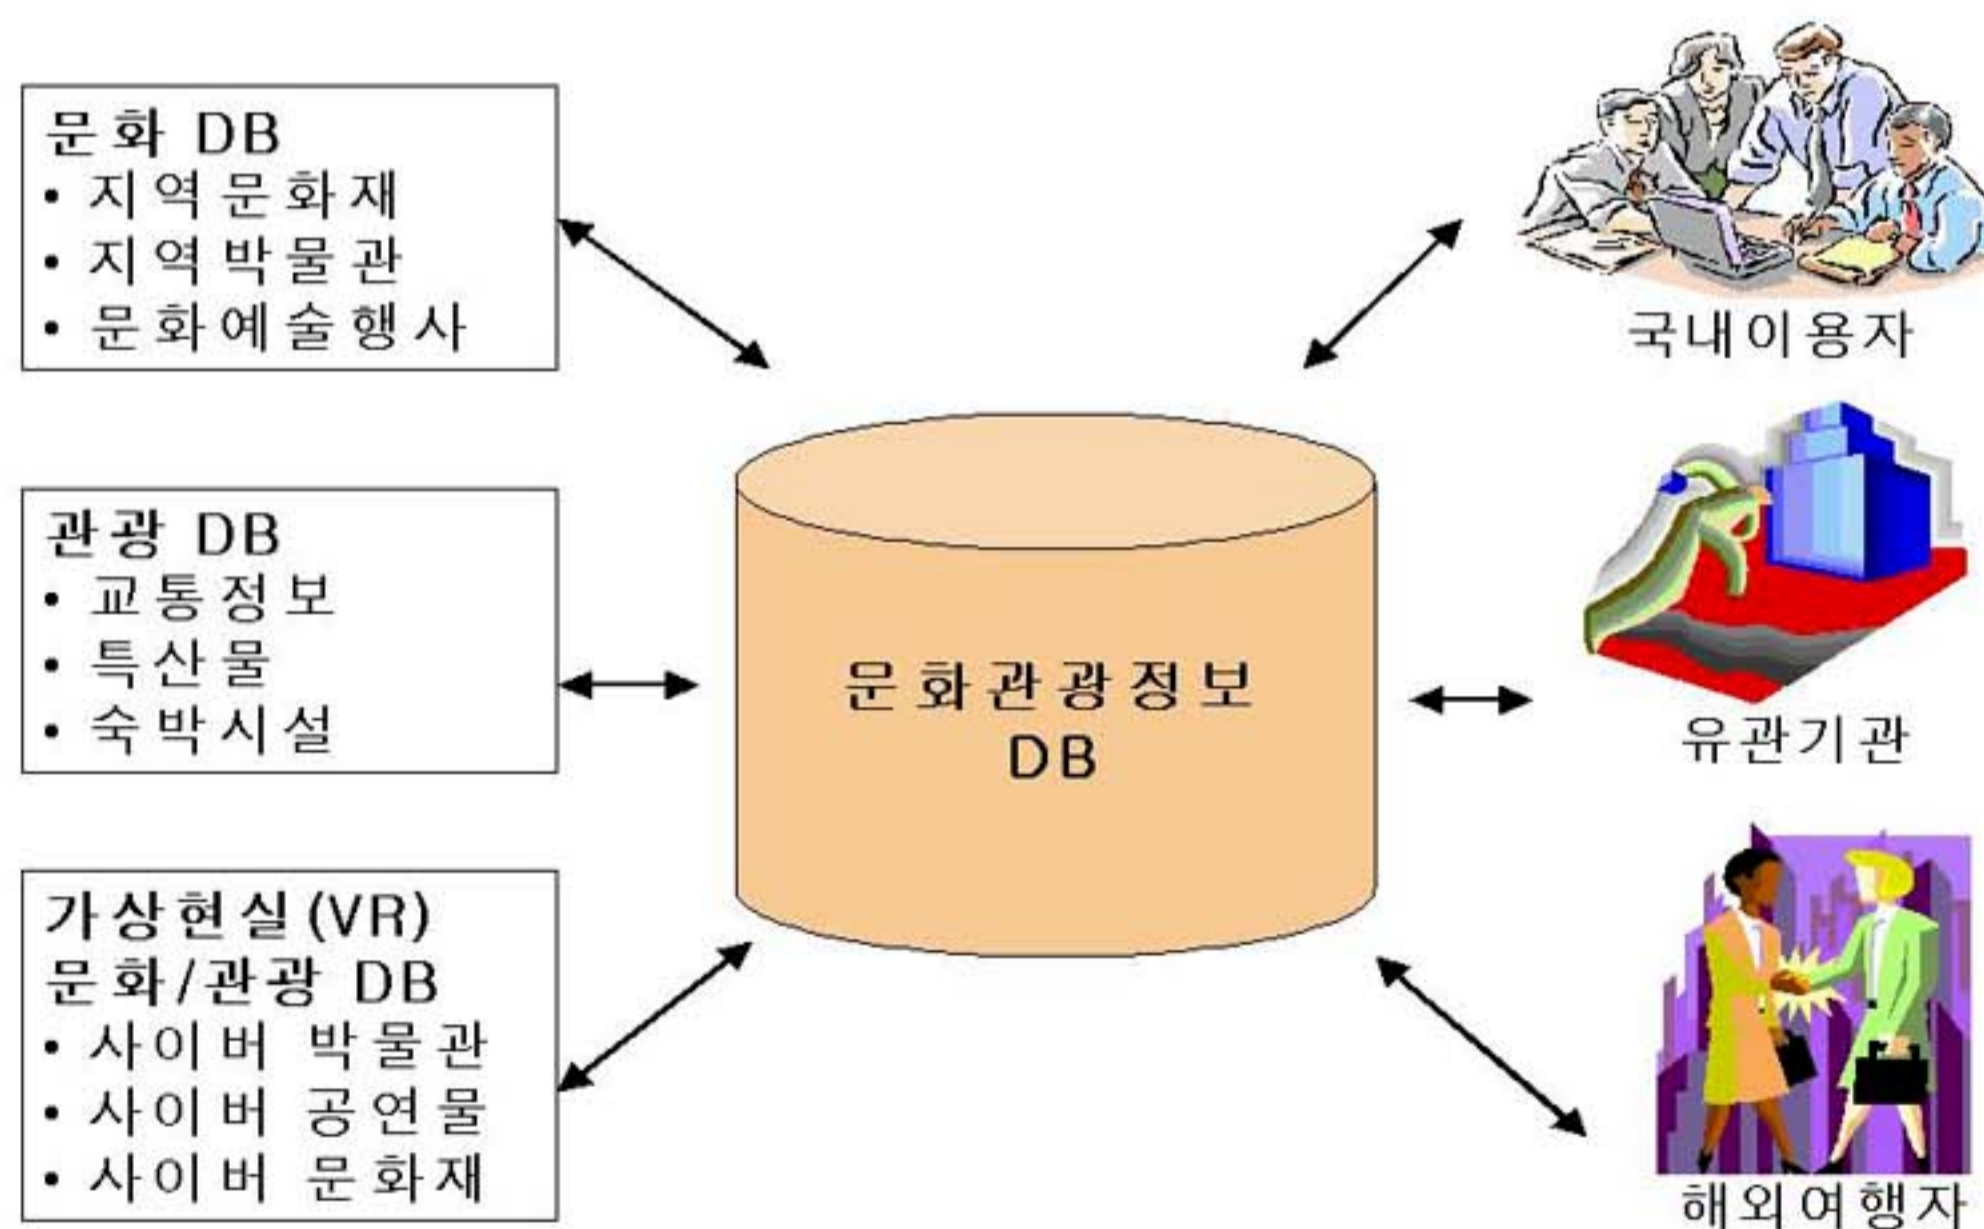 문화 DB
• 지역문화재
• 지역박물관
• 문화예술행사
관광 DB
• 교통정보
• 특산물
• 숙박시설
가상현실(VR)
문화/관광 DB
• 사이버 박물관
• 사이버 공연물
• 사이버 문화재
문화관광정보
DB
국내이용자
유관기관
해외여행자